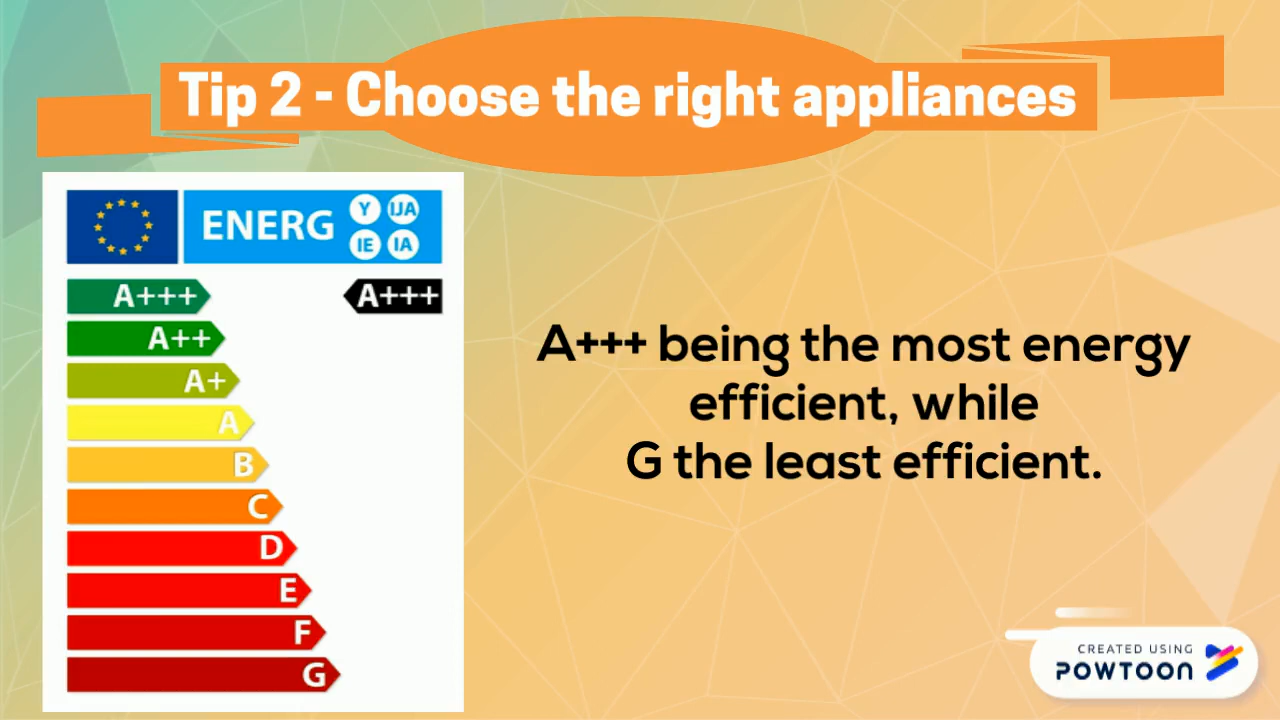 Tip 2 - Choose the right appliances
ENERG
Y IJA
IE IA
A+++ A+++
A++
A+
A
B
C
D
E
F
G
A+++ being the most energy
efficient, while
G the least efficient.
CREATED USING
POWTOON